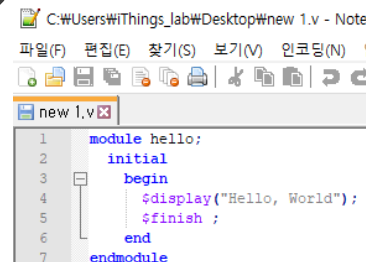 C:₩Users₩iThings_lab₩Desktop₩new 1.v - Note
파일(F) 편집(E) 찾기(S) 보기(V) 인코딩(N)
new 1.v
1 module hello;
2 initial
3 begin
4 $display("Hello, World");
5 $finish ;
6 end
7 endmodule